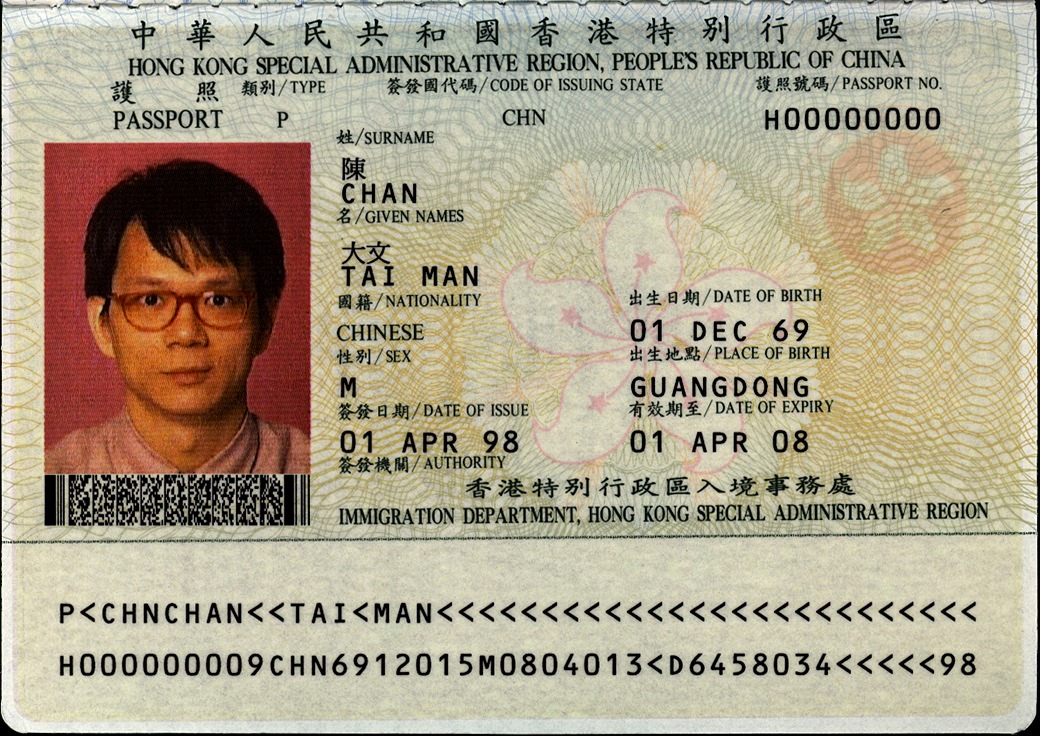 中華人民共和國香港特別行政區
HONG KONG SPECIAL ADMINISTRATIVE REGION, PEOPLE'S REPUBLIC OF CHINA
護照 類別/TYPE 簽發國代碼/CODE OF ISSUING STATE 護照號碼/PASSPORT NO.
PASSPORT P CHN H00000000
姓/SURNAME
陳
CHAN
名/GIVEN NAMES
大文
TAI MAN
國籍/NATIONALITY 出生日期/DATE OF BIRTH
CHINESE 01 DEC 69
性別/SEX 出生地點/PLACE OF BIRTH
M GUANGDONG
簽發日期/DATE OF ISSUE 有效期至/DATE OF EXPIRY
01 APR 98 01 APR 08
簽發機關/AUTHORITY
香港特別行政區入境事務處
IMMIGRATION DEPARTMENT, HONG KONG SPECIAL ADMINISTRATIVE REGION
P<CHNCHAN<<TAI<MAN<<<<<<<<<<<<<<<<<<<<<<<<<<
H000000009CHN6912015M0804013<D6458034<<<<<98